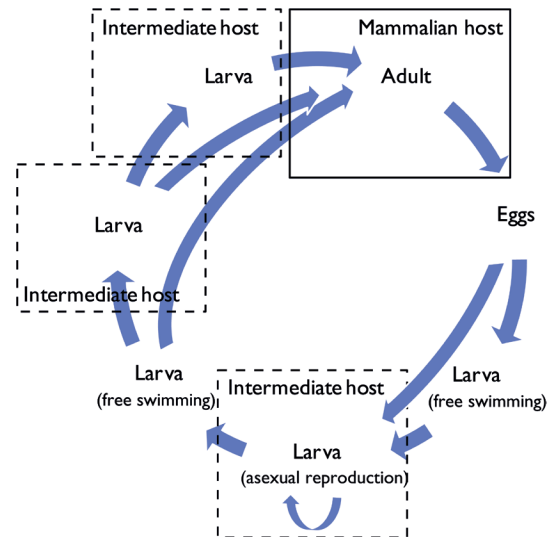 Intermediate host
Larva
Mammalian host
Adult
Larva
Intermediate host
Eggs
Larva
(free swimming)
Intermediate host
Larva
(asexual reproduction)
Larva
(free swimming)